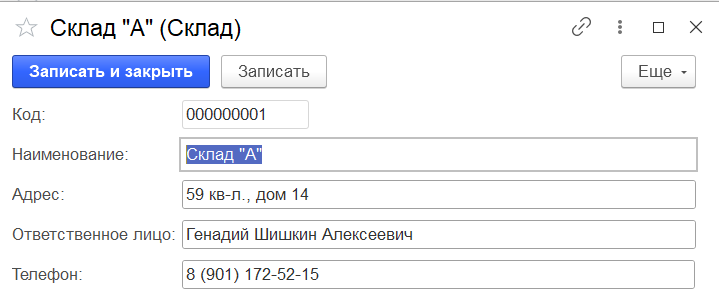 Склад "А" (Склад)
Записать и закрыть Записать Еще
Код: 000000001
Наименование: Склад "А"
Адрес: 59 кв-л., дом 14
Ответственное лицо: Генадий Шишкин Алексеевич
Телефон: 8 (901) 172-52-15